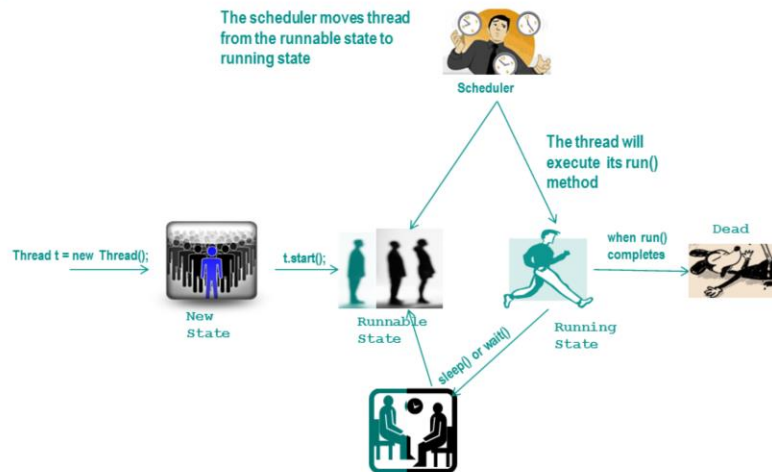 The scheduler moves thread
from the runnable state to
running state
Scheduler
The thread will
execute its run()
method
Thread t = new Thread();
New
State
t.start();
Runnable
State
Running
State
when run()
completes
Dead
sleep() or wait()